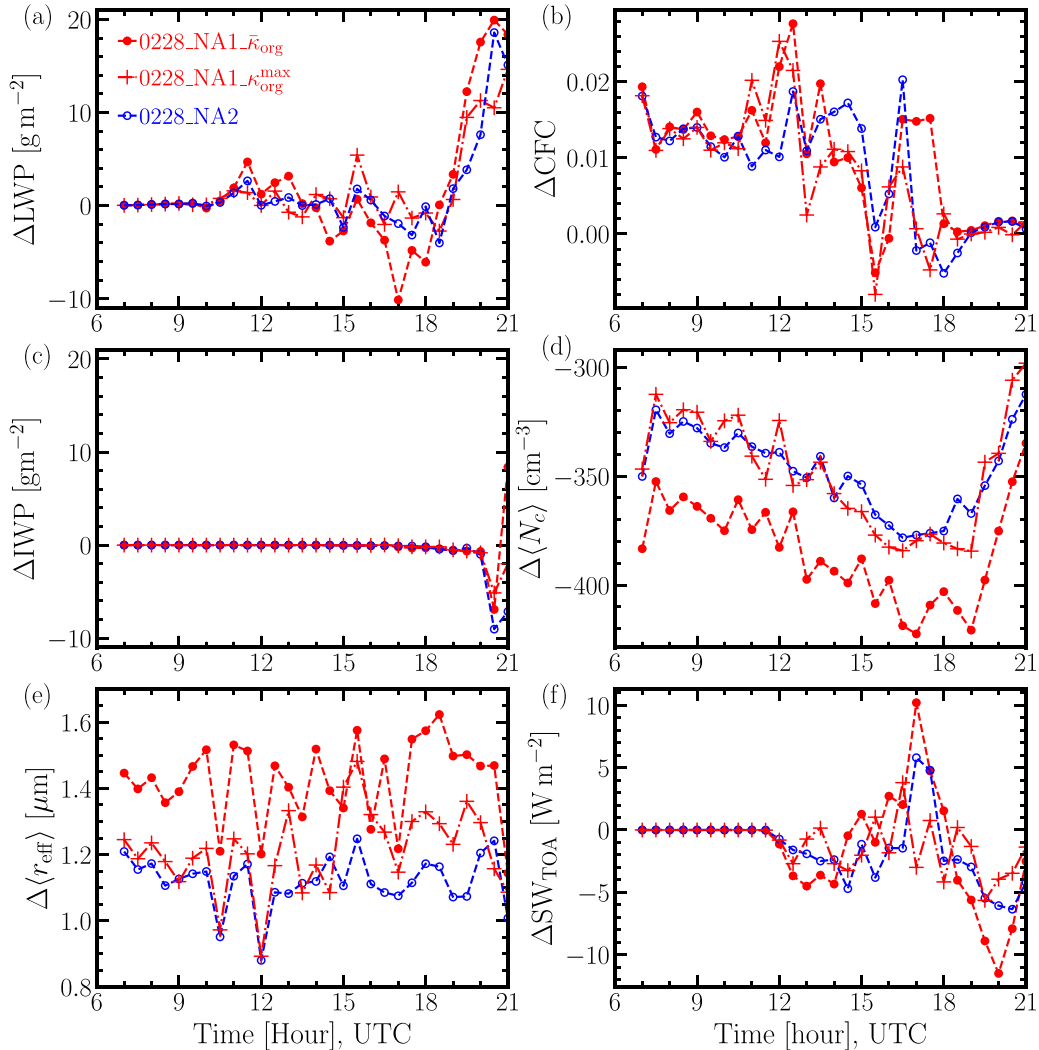 (a)
ΔLWP [g m⁻²]
20
10
0
−10
0228_NA1_κ̄org
0228_NA1_κorg^max
0228_NA2
6 9 12 15 18 21
(b)
ΔCFC
0.02
0.01
0.00
6 9 12 15 18 21
(c)
ΔIWP [gm⁻²]
20
10
0
−10
6 9 12 15 18 21
(d)
Δ⟨Nc⟩ [cm⁻³]
−300
−350
−400
6 9 12 15 18 21
(e)
Δ⟨reff⟩ [μm]
1.6
1.4
1.2
1.0
0.8
6 9 12 15 18 21
Time [Hour], UTC
(f)
ΔSWTOA [W m⁻²]
10
5
0
−5
−10
6 9 12 15 18 21
Time [hour], UTC